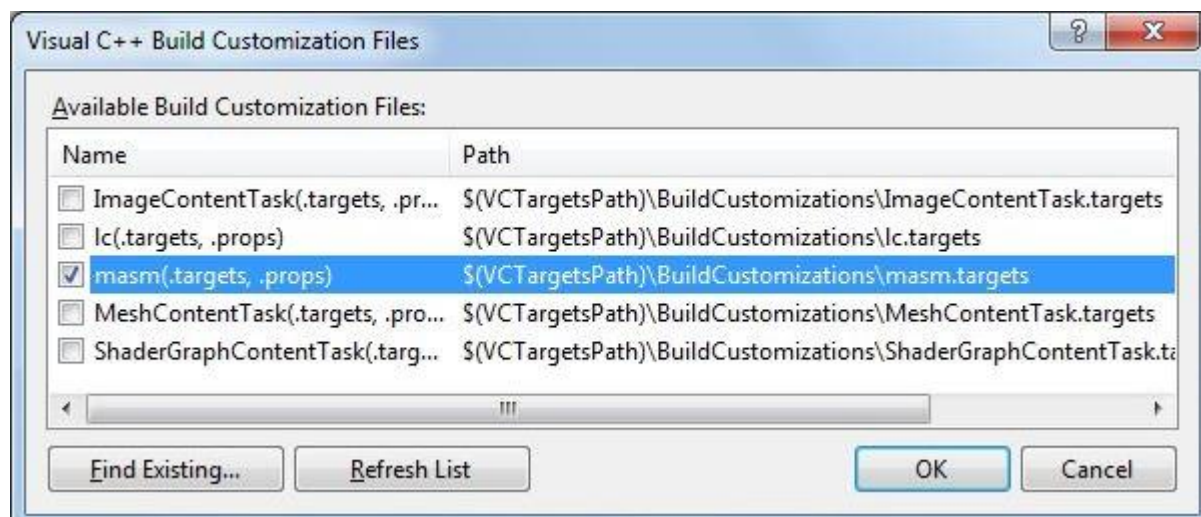 Visual C++ Build Customization Files
Available Build Customization Files:
Name Path
ImageContentTask(.targets, .pr... $(VCTargetsPath)\BuildCustomizations\ImageContentTask.targets
lc(.targets, .props) $(VCTargetsPath)\BuildCustomizations\lc.targets
masm(.targets, .props) $(VCTargetsPath)\BuildCustomizations\masm.targets
MeshContentTask(.targets, .pro... $(VCTargetsPath)\BuildCustomizations\MeshContentTask.targets
ShaderGraphContentTask(.targ... $(VCTargetsPath)\BuildCustomizations\ShaderGraphContentTask.ta
Find Existing... Refresh List OK Cancel